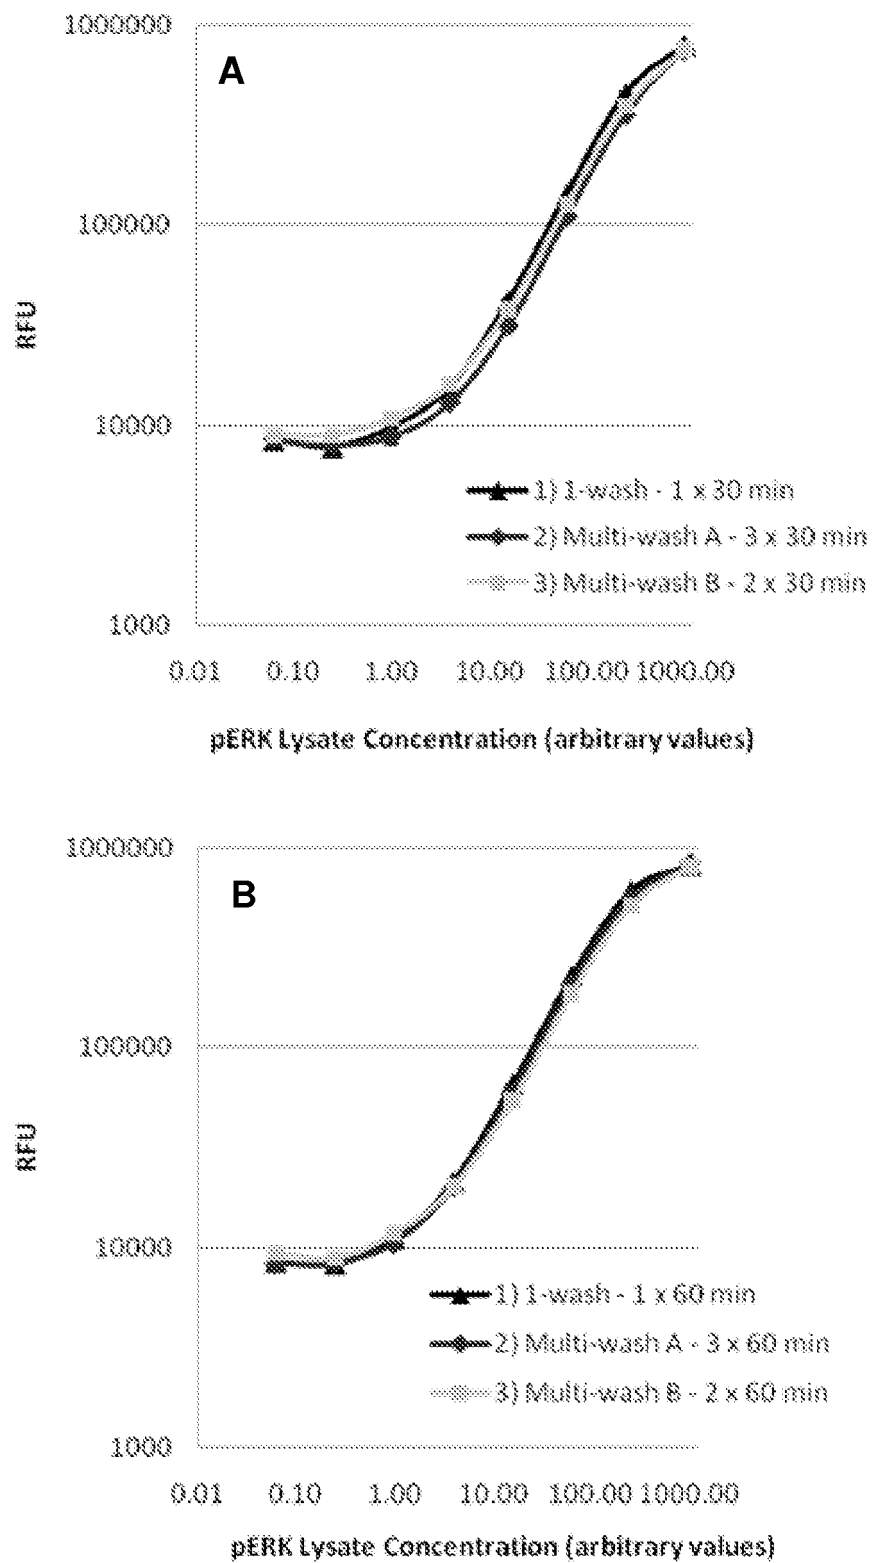 1000000
A
100000
RFU
10000
1) 1-wash - 1 x 30 min
2) Multi-wash A - 3 x 30 min
3) Multi-wash B - 2 x 30 min
1000
0.01 0.10 1.00 10.00 100.00 1000.00
pERK Lysate Concentration (arbitrary values)
1000000
B
100000
RFU
10000
1) 1-wash - 1 x 60 min
2) Multi-wash A - 3 x 60 min
3) Multi-wash B - 2 x 60 min
1000
0.01 0.10 1.00 10.00 100.00 1000.00
pERK Lysate Concentration (arbitrary values)